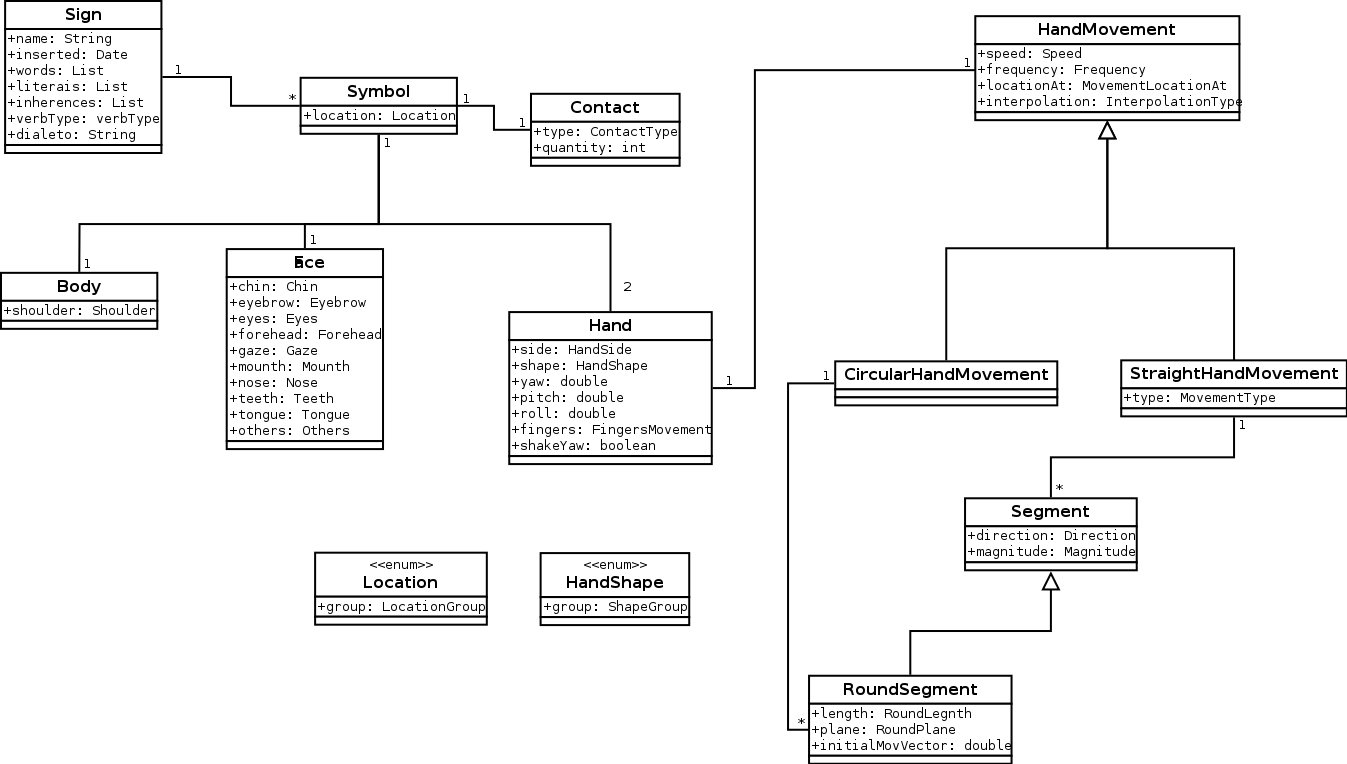 Sign
+name: String
+inserted: Date
+words: List
+literais: List
+inherences: List
+verbType: verbType
+dialeto: String
1
*
Symbol
+location: Location
1
1
Contact
+type: ContactType
+quantity: int
1
HandMovement
+speed: Speed
+frequency: Frequency
+locationAt: MovementLocationAt
+interpolation: InterpolationType
1
1
Body
+shoulder: Shoulder
1
+chin: Chin
+eyebrow: Eyebrow
+eyes: Eyes
+forehead: Forehead
+gaze: Gaze
+mounth: Mounth
+nose: Nose
+teeth: Teeth
+tongue: Tongue
+others: Others
2
Hand
+side: HandSide
+shape: HandShape
+yaw: double
+pitch: double
+roll: double
+fingers: FingersMovement
+shakeYaw: boolean
1
1
CircularHandMovement
StraightHandMovement
+type: MovementType
1
*
Segment
+direction: Direction
+magnitude: Magnitude
<<enum>>
Location
+group: LocationGroup
<<enum>>
HandShape
+group: ShapeGroup
*
RoundSegment
+length: RoundLegnth
+plane: RoundPlane
+initialMovVector: double